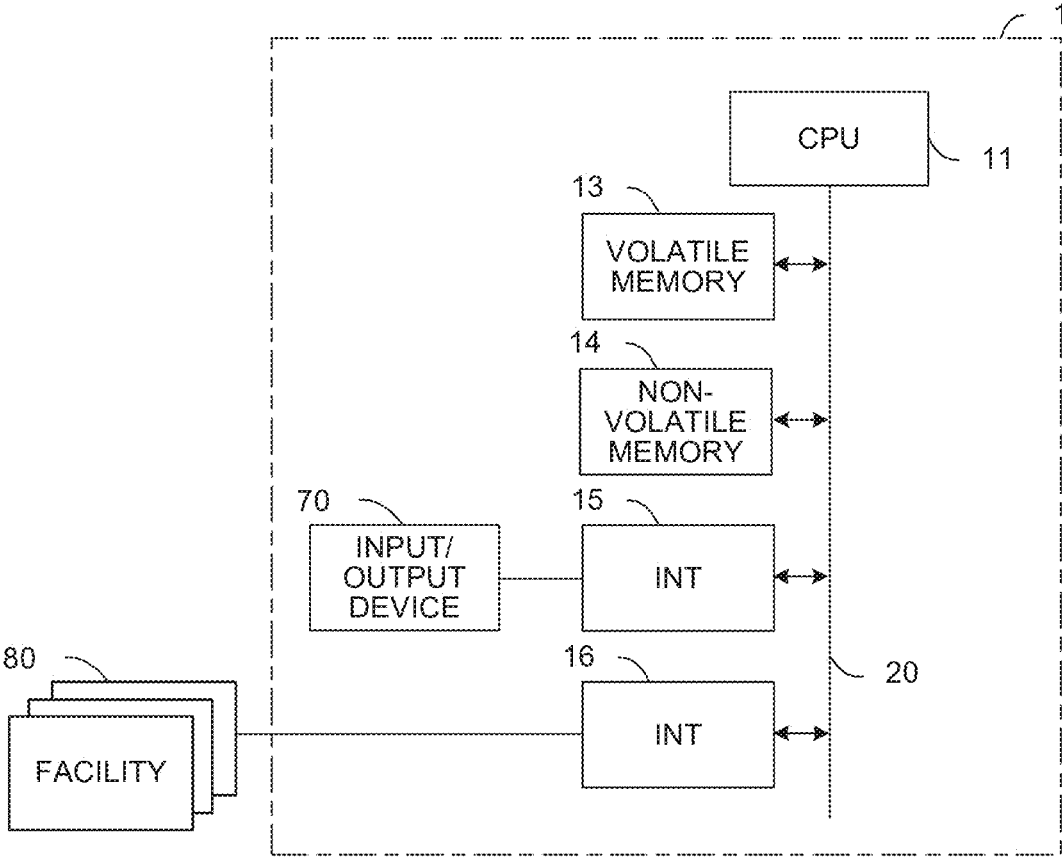 1
CPU
11
13
VOLATILE
MEMORY
14
NON-
VOLATILE
MEMORY
70
15
INPUT/
OUTPUT
DEVICE
INT
80
16
20
FACILITY
INT